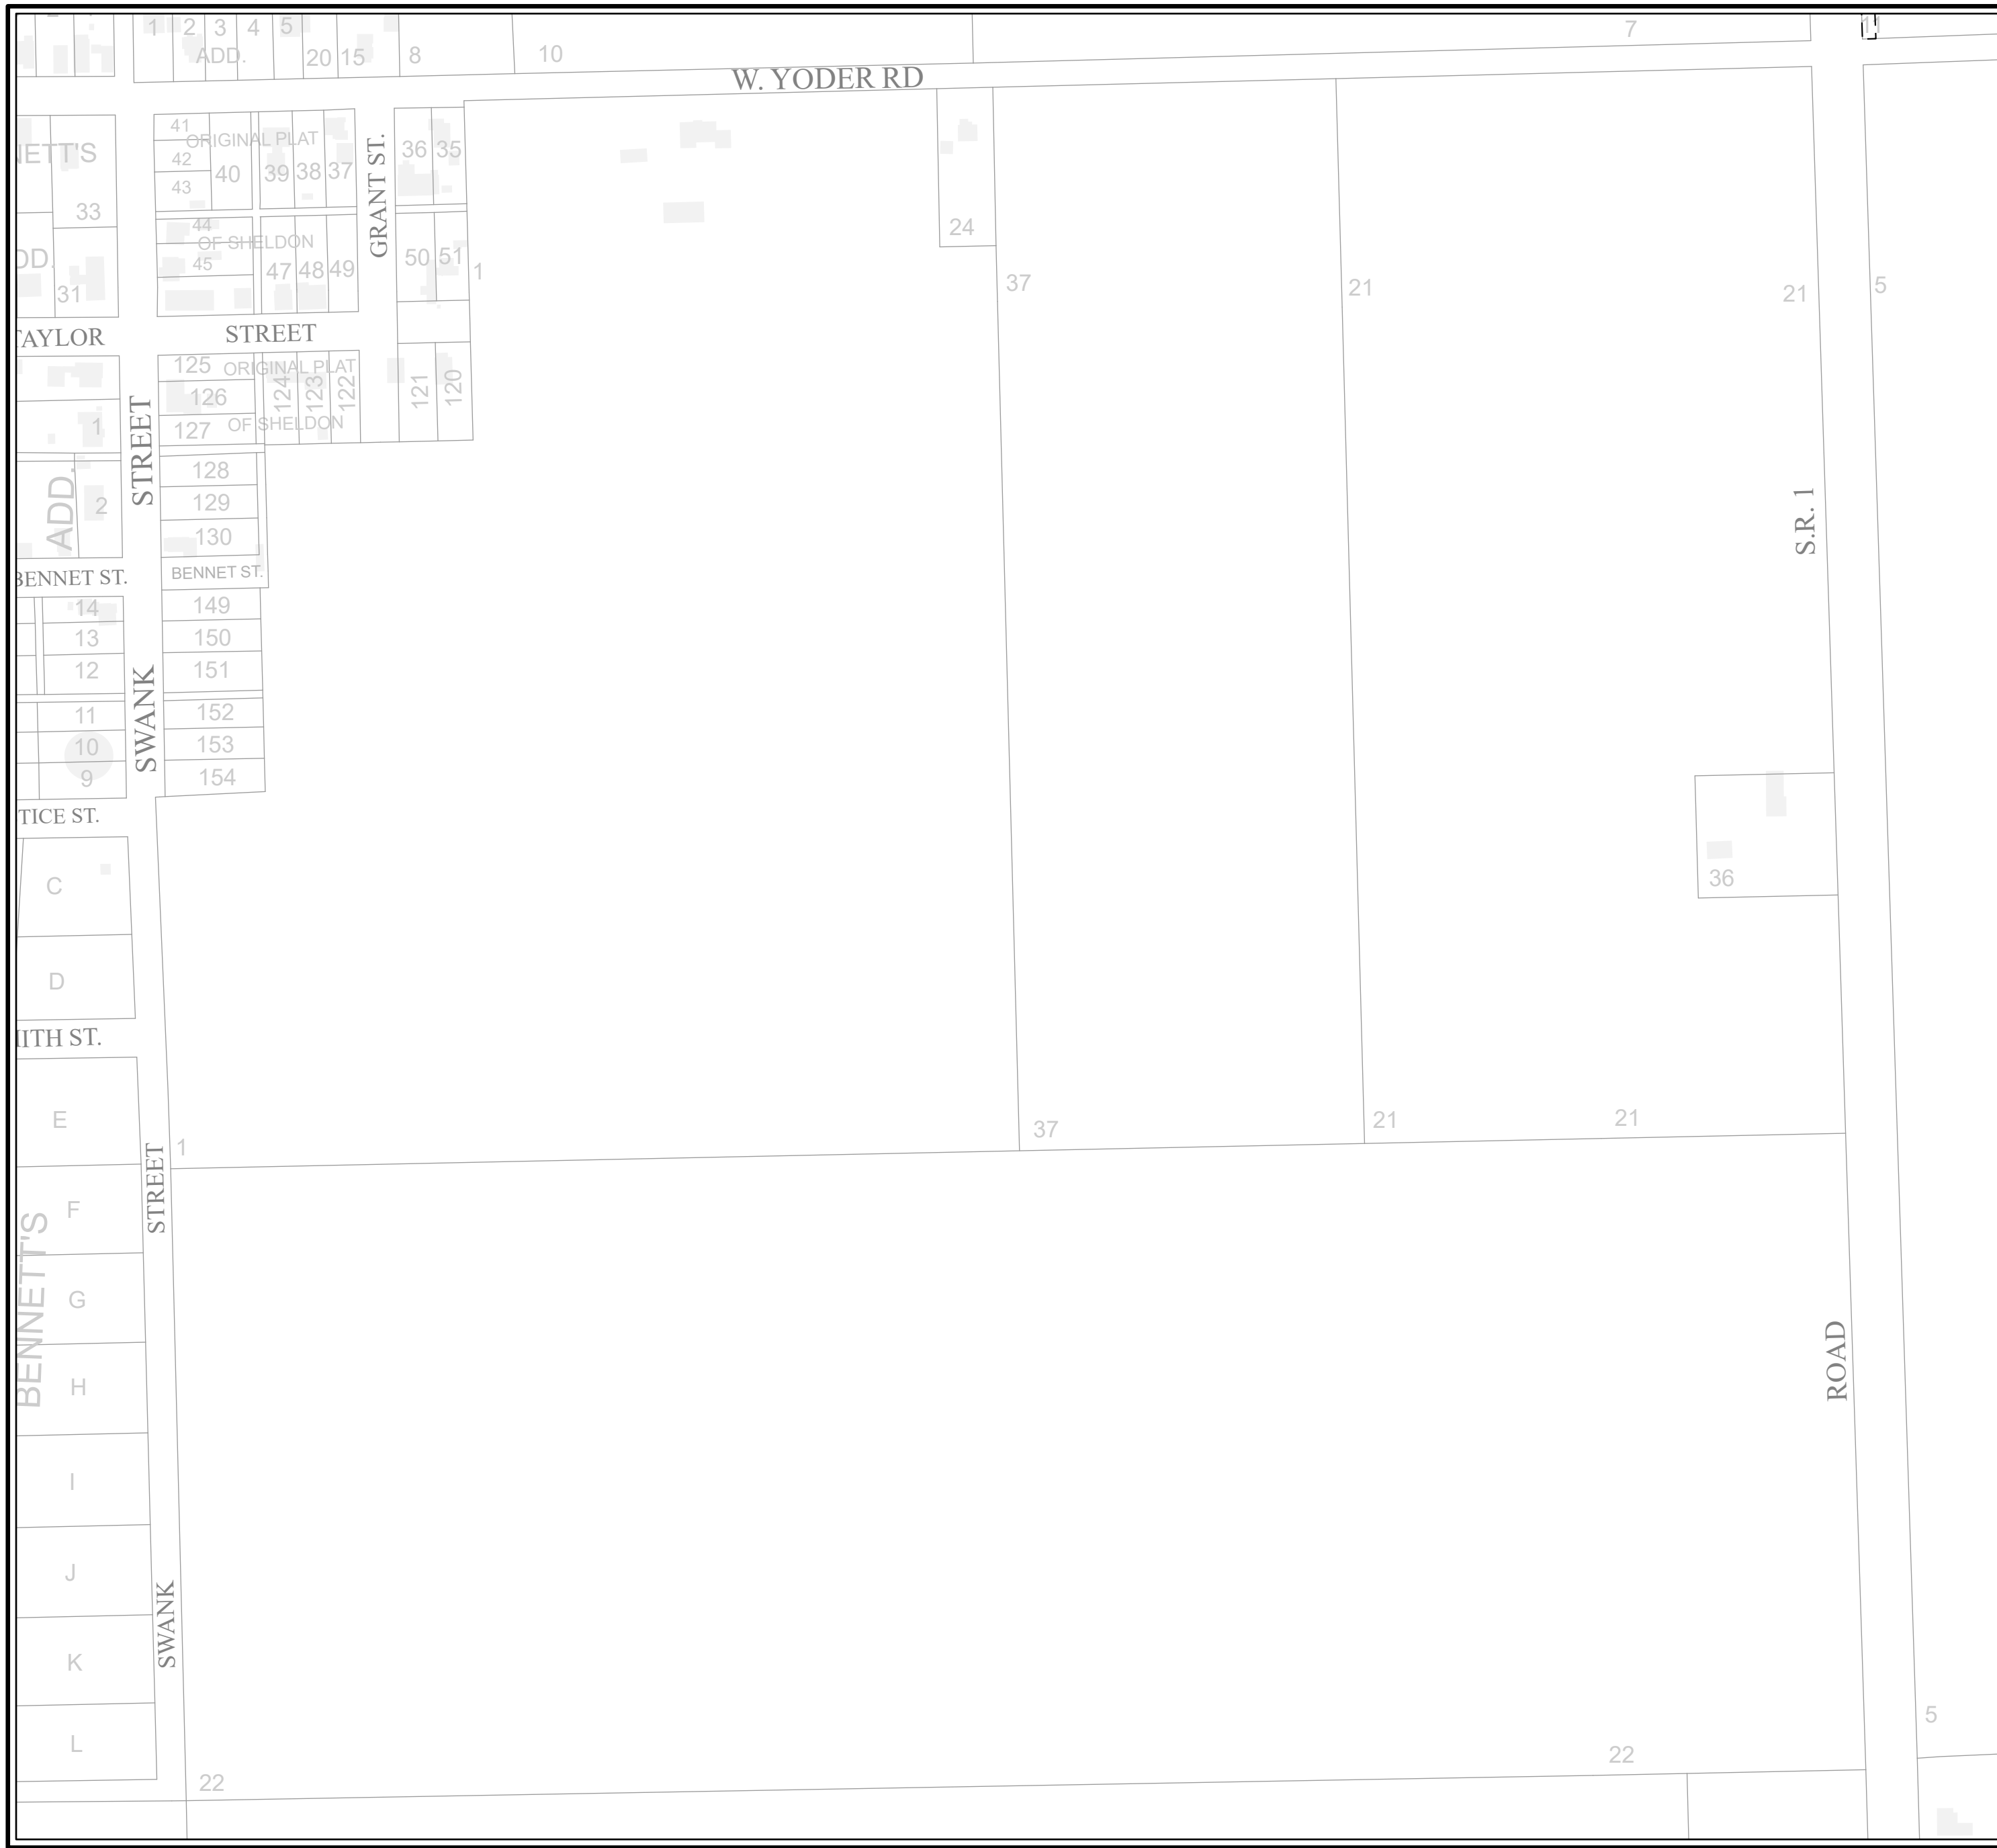 1 2 3 4 5
ADD. 20 15 8 10 7 11
W. YODER RD
41 ORIGINAL PLAT
42 40 39 38 37
43
GRANT ST.
36 35
NETT'S
33
24
44
OF SHELDON
45 47 48 49
50 51 1
DD.
31
37 21 21 5
TAYLOR STREET
125 ORIGINAL PLAT
126 124 123 122 121 120
127 OF SHELDON
1
STREET
128
129
130
ADD.
2
S.R. 1
BENNET ST. BENNET ST.
14 149
13 150
12 151
SWANK
11 152
10 153
9 154
TICE ST.
C
36
D
ITH ST.
E
1 37 21 21
STREET
F
BENNETT'S
G
H
ROAD
I
J
SWANK
K
L
5
22 22